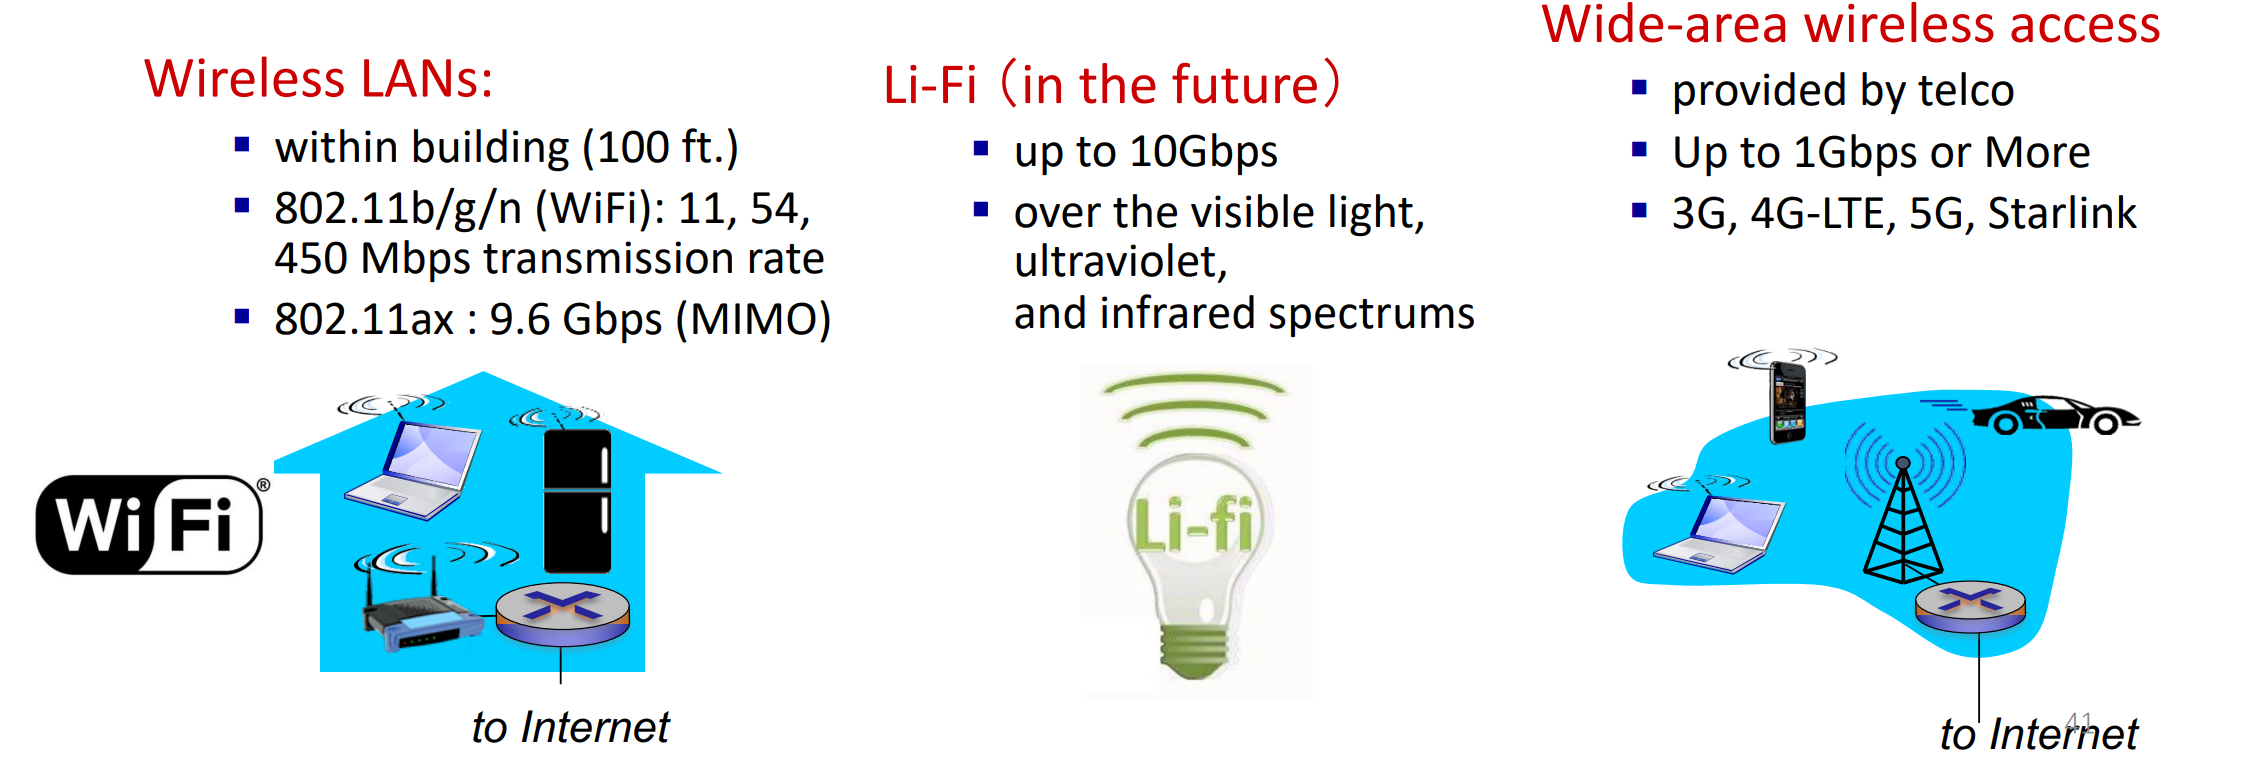 Wireless LANs:
▪ within building (100 ft.)
▪ 802.11b/g/n (WiFi): 11, 54,
450 Mbps transmission rate
▪ 802.11ax : 9.6 Gbps (MIMO)
WiFi®
to Internet
Li-Fi（in the future）
▪ up to 10Gbps
▪ over the visible light,
ultraviolet,
and infrared spectrums
Li-fi
Wide-area wireless access
▪ provided by telco
▪ Up to 1Gbps or More
▪ 3G, 4G-LTE, 5G, Starlink
to Internet
41